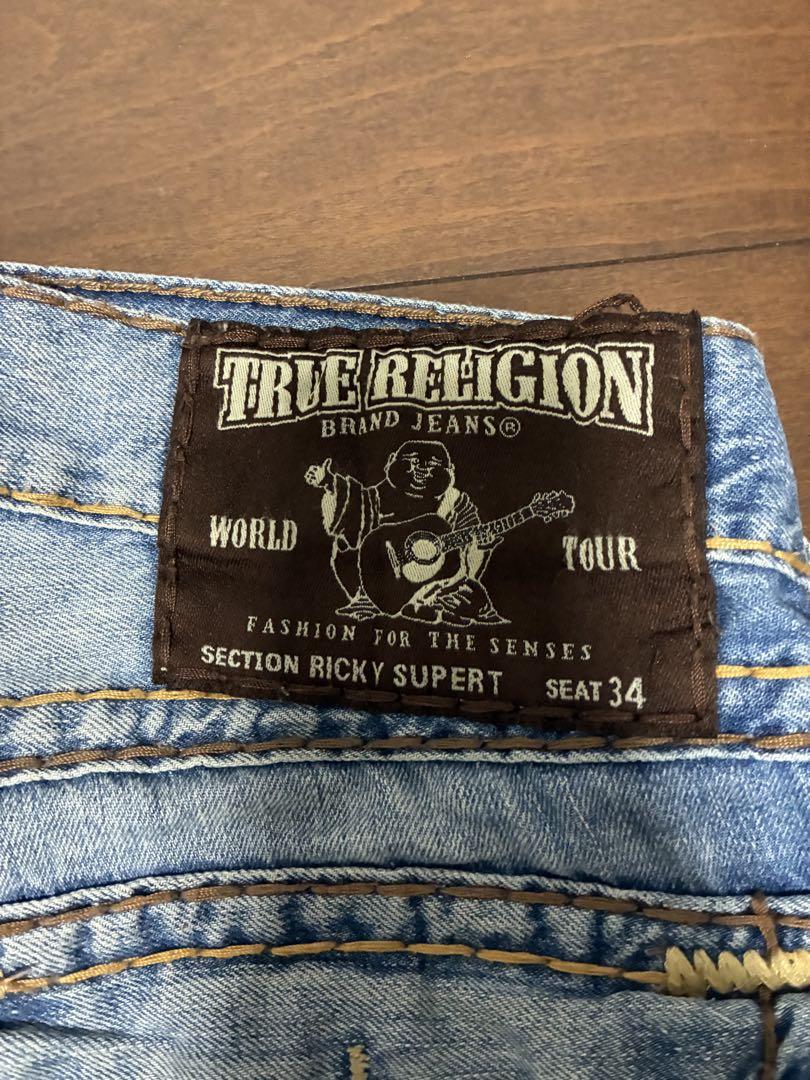 TRUE RELIGION
BRAND JEANS®
WORLD TOUR
FASHION FOR THE SENSES
SECTION RICKY SUPERT SEAT 34